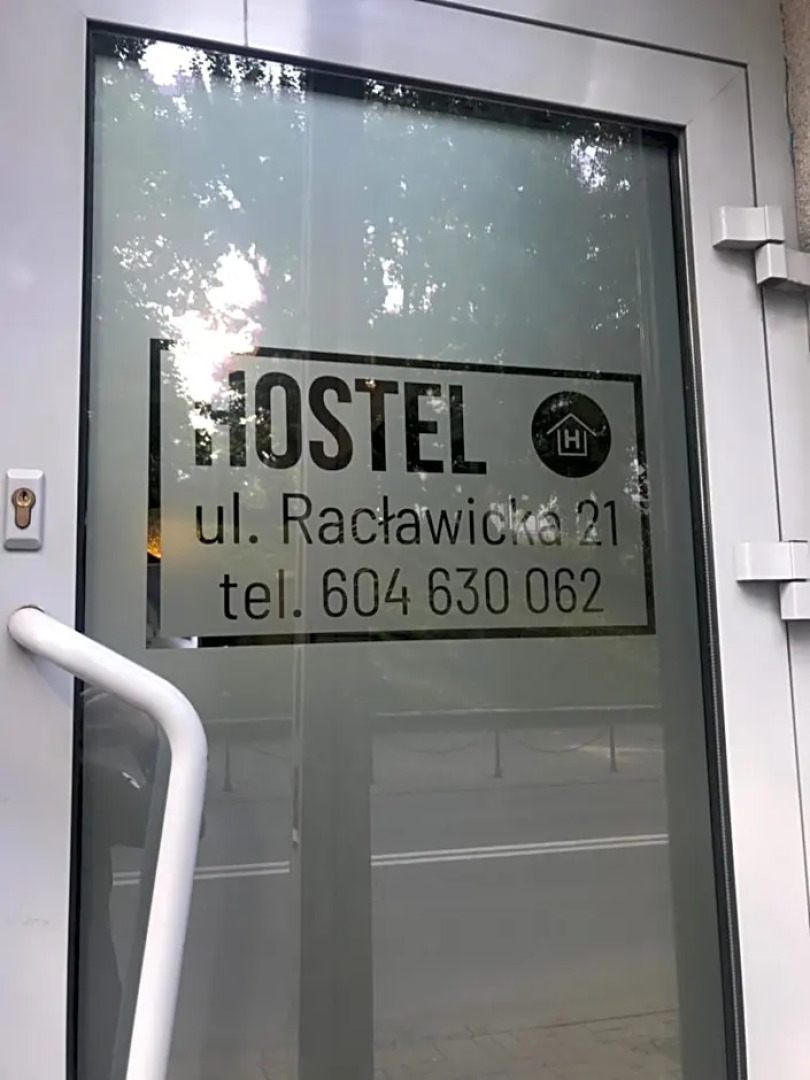 HOSTEL H
ul. Racławicka 21
tel. 604 630 062